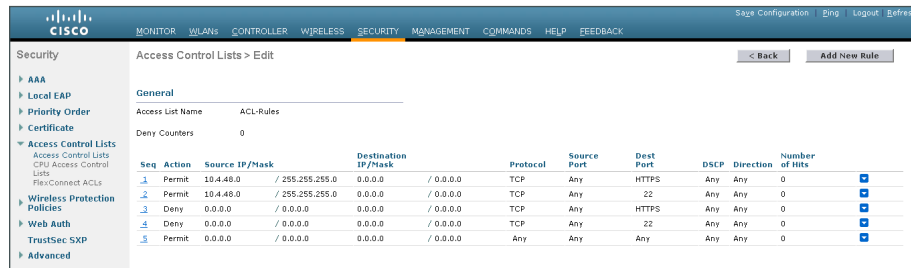 Save Configuration | Ping | Logout | Refres
CISCO
MONITOR WLANs CONTROLLER WIRELESS SECURITY MANAGEMENT COMMANDS HELP FEEDBACK
Security
AAA
Local EAP
Priority Order
Certificate
Access Control Lists
Access Control Lists
CPU Access Control
Lists
FlexConnect ACLs
Wireless Protection
Policies
Web Auth
TrustSec SXP
Advanced
Access Control Lists > Edit
< Back Add New Rule
General
Access List Name ACL-Rules
Deny Counters 0
Seq Action Source IP/Mask Destination IP/Mask Protocol Source Port Dest Port DSCP Direction Number of Hits
1 Permit 10.4.48.0 / 255.255.255.0 0.0.0.0 / 0.0.0.0 TCP Any HTTPS Any Any 0
2 Permit 10.4.48.0 / 255.255.255.0 0.0.0.0 / 0.0.0.0 TCP Any 22 Any Any 0
3 Deny 0.0.0.0 / 0.0.0.0 0.0.0.0 / 0.0.0.0 TCP Any HTTPS Any Any 0
4 Deny 0.0.0.0 / 0.0.0.0 0.0.0.0 / 0.0.0.0 TCP Any 22 Any Any 0
5 Permit 0.0.0.0 / 0.0.0.0 0.0.0.0 / 0.0.0.0 Any Any Any Any Any 0